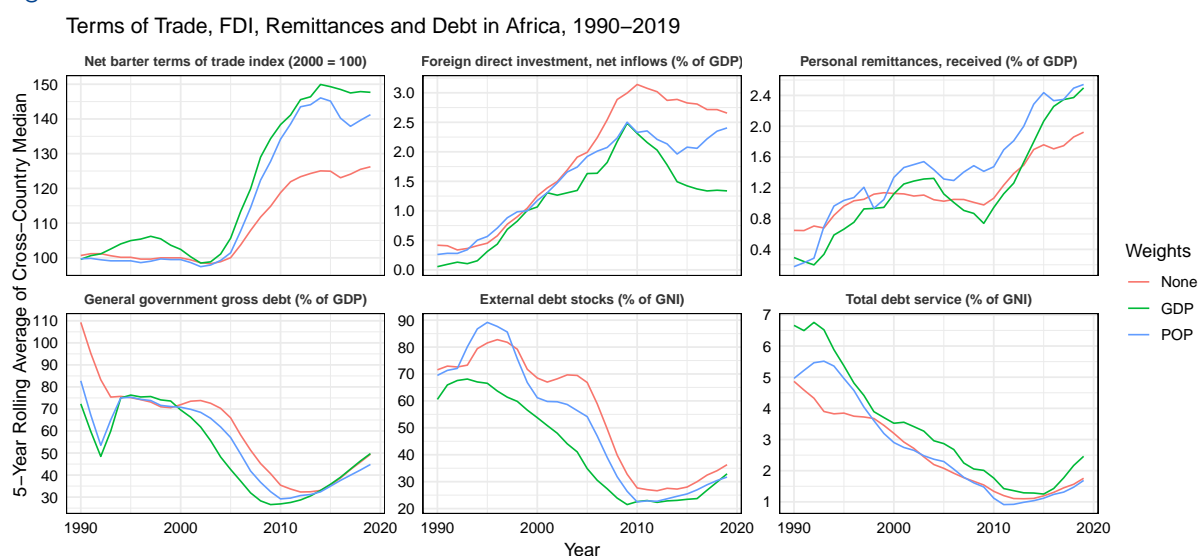 Terms of Trade, FDI, Remittances and Debt in Africa, 1990−2019
Net barter terms of trade index (2000 = 100)
Foreign direct investment, net inflows (% of GDP)
Personal remittances, received (% of GDP)
150
140
130
120
110
100
3.0
2.5
2.0
1.5
1.0
0.5
0.0
2.4
2.0
1.6
1.2
0.8
0.4
General government gross debt (% of GDP)
External debt stocks (% of GNI)
Total debt service (% of GNI)
110
100
90
80
70
60
50
40
30
90
80
70
60
50
40
30
20
7
6
5
4
3
2
1
1990 2000 2010 2020
1990 2000 2010 2020
1990 2000 2010 2020
Year
5−Year Rolling Average of Cross−Country Median
Weights
None
GDP
POP